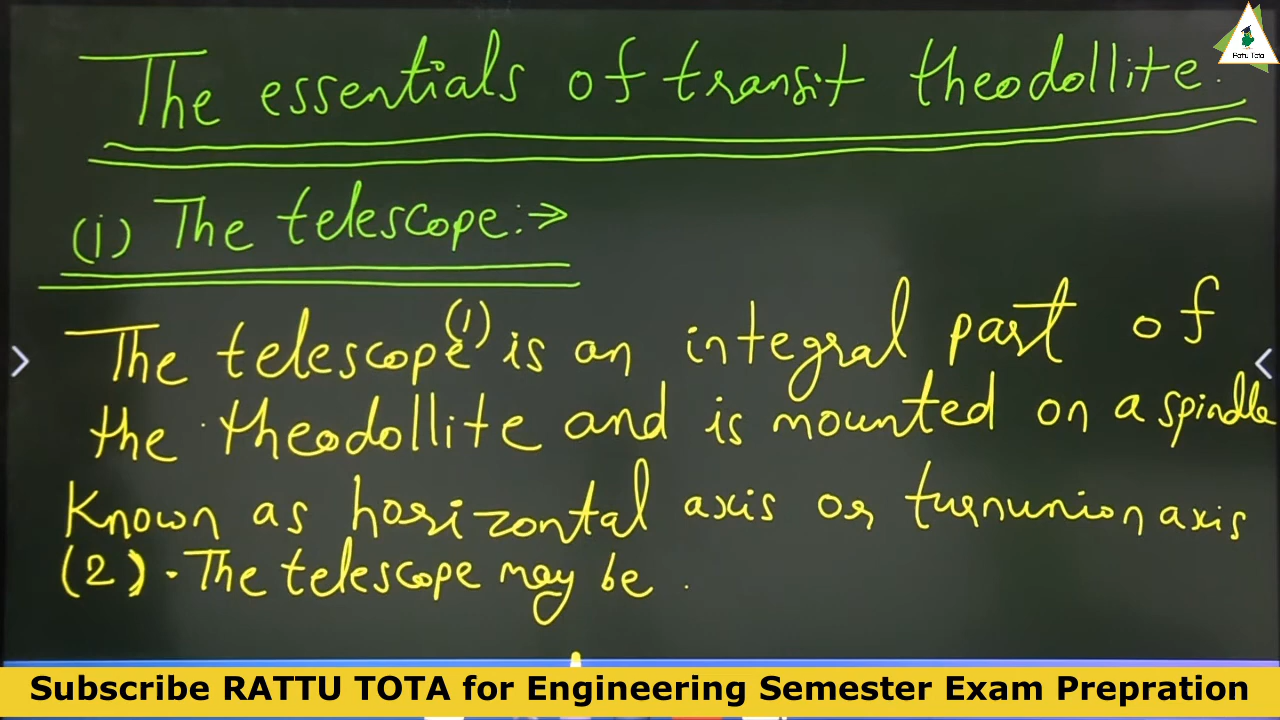 The essentials of transit theodollite:
(i) The telescope:→
The telescope(1) is an integral part of
the theodollite and is mounted on a spindle
Known as horizontal axis or turnunion axis
(2). The telescope may be .
Rattu Tota
Subscribe RATTU TOTA for Engineering Semester Exam Prepration